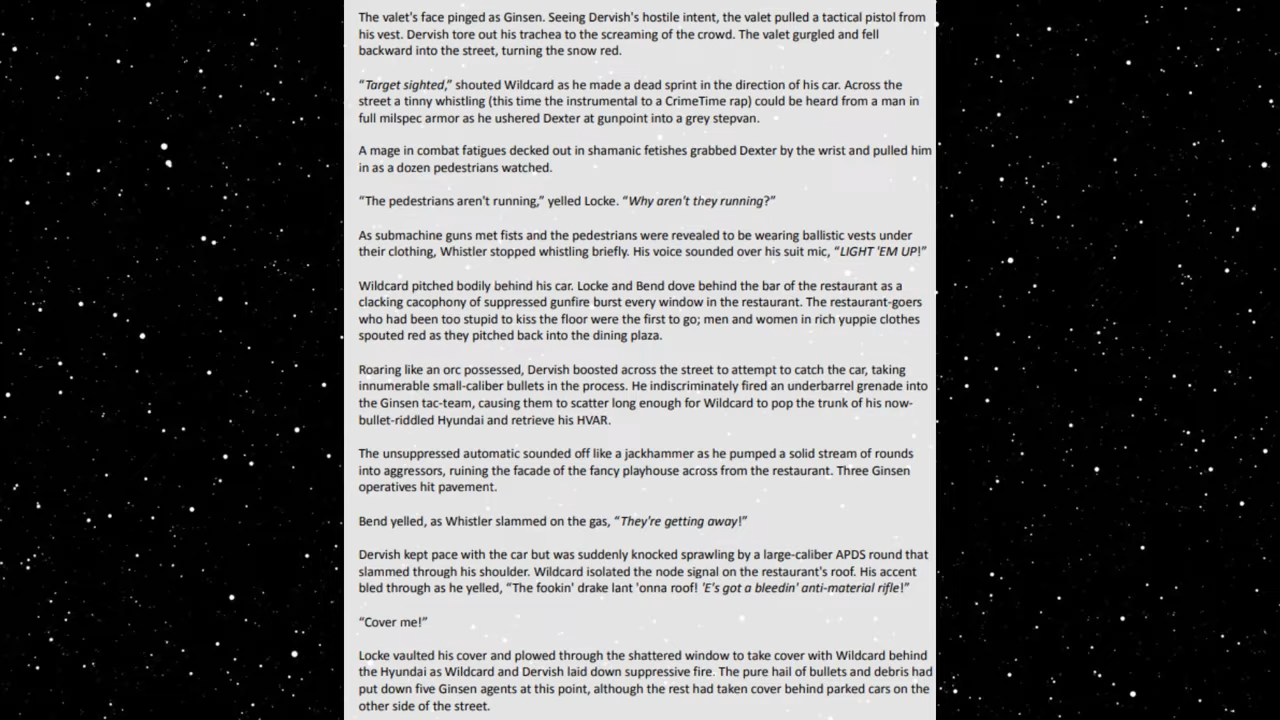 The valet's face pinged as Ginsen. Seeing Dervish's hostile intent, the valet pulled a tactical pistol from
his vest. Dervish tore out his trachea to the screaming of the crowd. The valet gurgled and fell
backward into the street, turning the snow red.
“Target sighted,” shouted Wildcard as he made a dead sprint in the direction of his car. Across the
street a tinny whistling (this time the instrumental to a CrimeTime rap) could be heard from a man in
full milspec armor as he ushered Dexter at gunpoint into a grey stepvan.
A mage in combat fatigues decked out in shamanic fetishes grabbed Dexter by the wrist and pulled him
in as a dozen pedestrians watched.
“The pedestrians aren't running,” yelled Locke. “Why aren't they running?”
As submachine guns met fists and the pedestrians were revealed to be wearing ballistic vests under
their clothing, Whistler stopped whistling briefly. His voice sounded over his suit mic, “LIGHT 'EM UP!”
Wildcard pitched bodily behind his car. Locke and Bend dove behind the bar of the restaurant as a
clacking cacophony of suppressed gunfire burst every window in the restaurant. The restaurant-goers
who had been too stupid to kiss the floor were the first to go; men and women in rich yuppie clothes
spouted red as they pitched back into the dining plaza.
Roaring like an orc possessed, Dervish boosted across the street to attempt to catch the car, taking
innumerable small-caliber bullets in the process. He indiscriminately fired an underbarrel grenade into
the Ginsen tac-team, causing them to scatter long enough for Wildcard to pop the trunk of his now-
bullet-riddled Hyundai and retrieve his HVAR.
The unsuppressed automatic sounded off like a jackhammer as he pumped a solid stream of rounds
into aggressors, ruining the facade of the fancy playhouse across from the restaurant. Three Ginsen
operatives hit pavement.
Bend yelled, as Whistler slammed on the gas, “They're getting away!”
Dervish kept pace with the car but was suddenly knocked sprawling by a large-caliber APDS round that
slammed through his shoulder. Wildcard isolated the node signal on the restaurant's roof. His accent
bled through as he yelled, “The fookin' drake lant 'onna roof! 'E's got a bleedin' anti-material rifle!”
“Cover me!”
Locke vaulted his cover and plowed through the shattered window to take cover with Wildcard behind
the Hyundai as Wildcard and Dervish laid down suppressive fire. The pure hail of bullets and debris had
put down five Ginsen agents at this point, although the rest had taken cover behind parked cars on the
other side of the street.